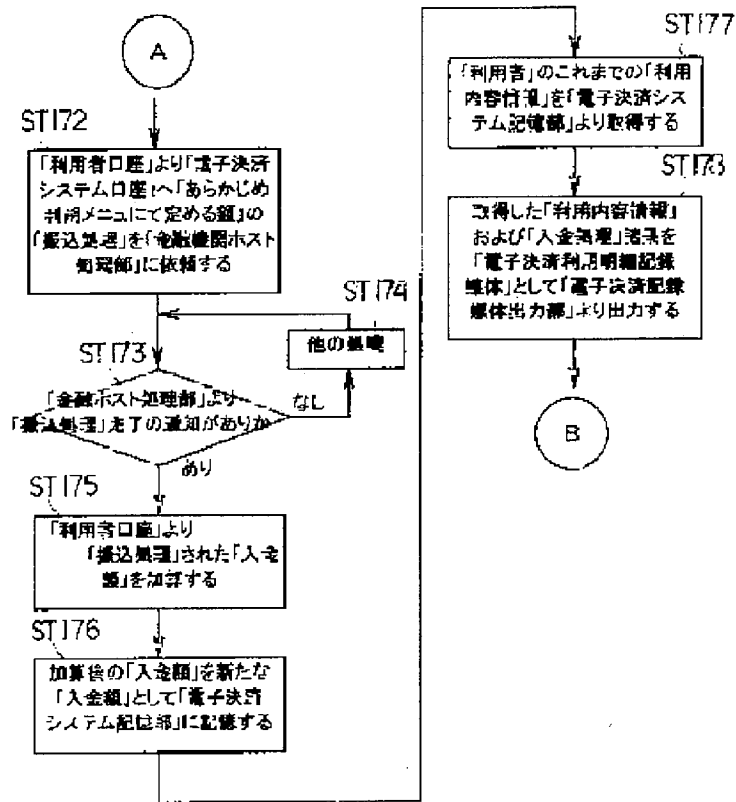 A
ST172
「利用者口座」より「電子決済
システム口座」へ「あらかじめ
利用メニュにて定める額」の
「振込処理」を「金融機関ホスト
処理部」に依頼する
ST174
他の処理
ST173
「金融ホスト処理部」より
「振込処理」完了の通知がありか
なし
あり
ST175
「利用者口座」より
「振込処理」された「入金
額」を加算する
ST176
加算後の「入金額」を新たな
「入金額」として「電子決済
システム記憶部」に記憶する
ST177
「利用者」のこれまでの「利用
内容情報」を「電子決済シス
テム記憶部」より取得する
ST178
取得した「利用内容情報」
および「入金処理」結果を
「電子決済利用明細記録
媒体」として「電子決済記録
媒体出力部」より出力する
B